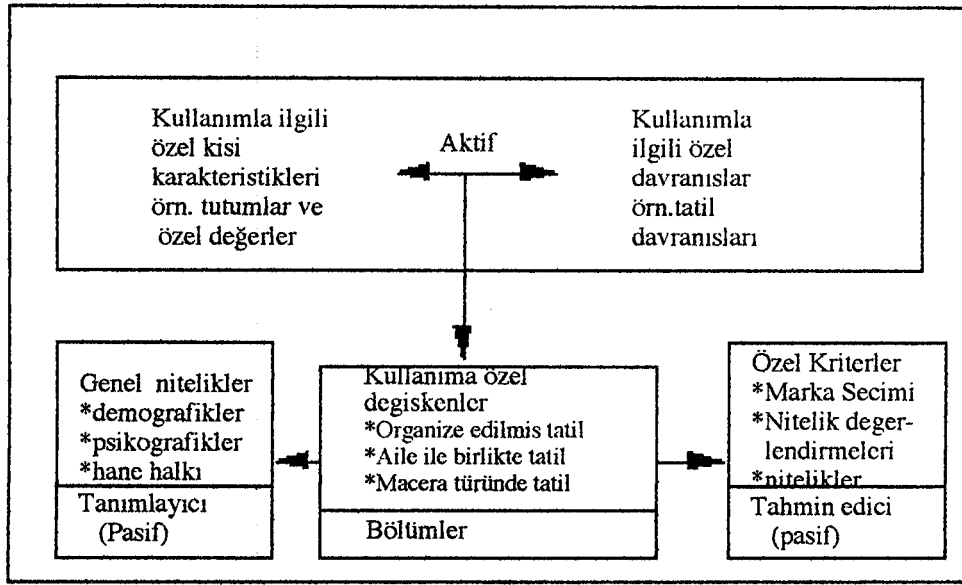 Kullanımla ilgili
özel kisi
karakteristikleri
örn. tutumlar ve
özel değerler
Aktif
Kullanımla
ilgili özel
davranıslar
örn.tatil
davranısları
Genel nitelikler
*demografikler
*psikografikler
*hane halkı
Tanımlayıcı
(Pasif)
Kullanıma özel
degiskenler
*Organize edilmis tatil
*Aile ile birlikte tatil
*Macera türünde tatil
Bölümler
Özel Kriterler
*Marka Secimi
*Nitelik deger-
lendirmeleri
*nitelikler
Tahmin edici
(pasif)